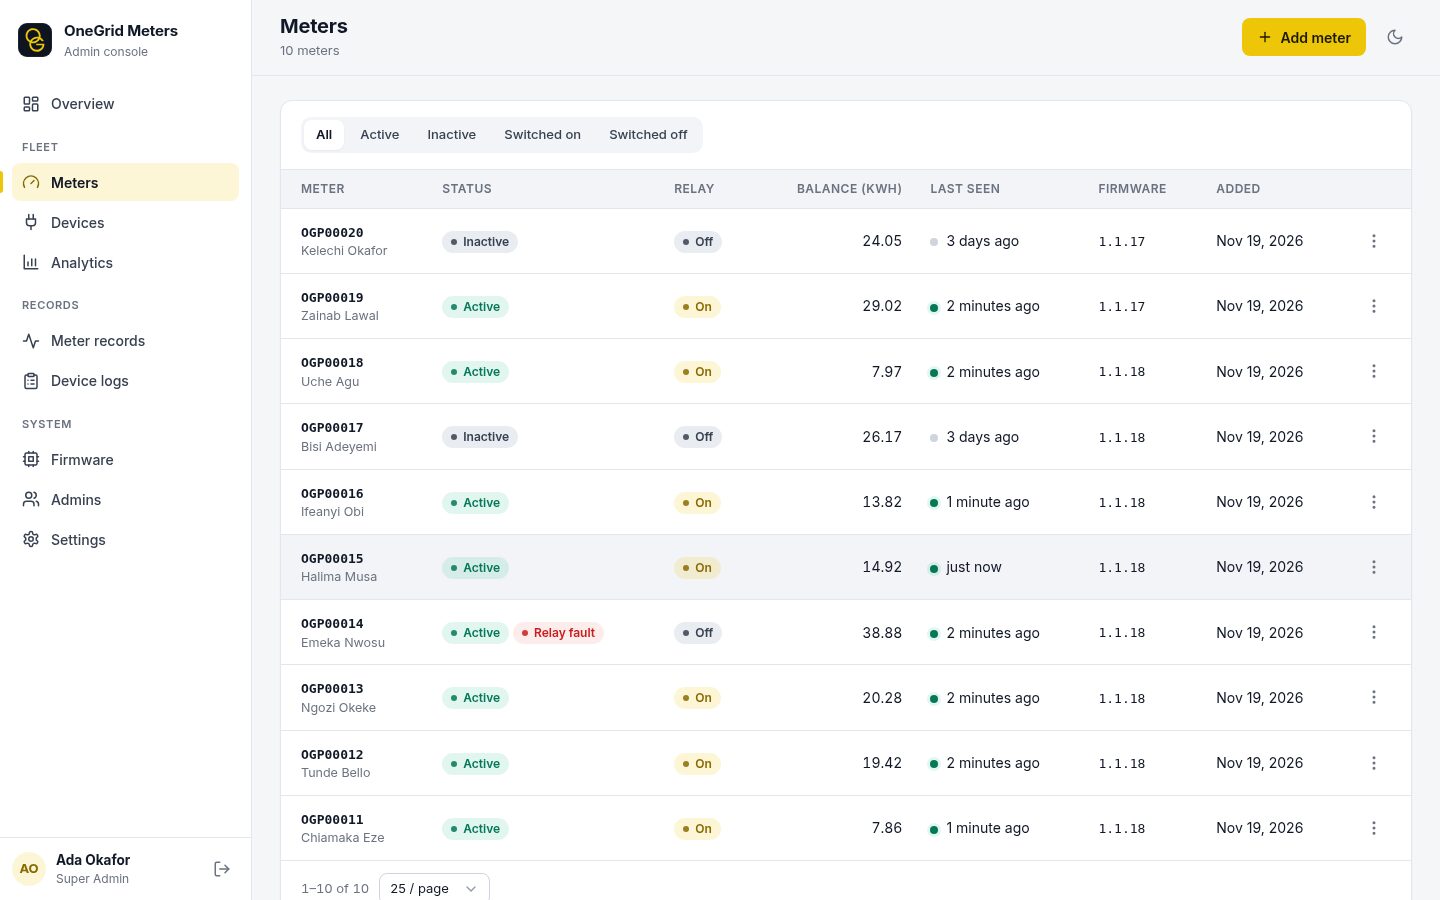 OneGrid Meters
Admin console
Overview
FLEET
Meters
Devices
Analytics
RECORDS
Meter records
Device logs
SYSTEM
Firmware
Admins
Settings
AO
Ada Okafor
Super Admin
Meters
10 meters
Add meter
All Active Inactive Switched on Switched off
METER STATUS RELAY BALANCE (KWH) LAST SEEN FIRMWARE ADDED
OGP00020
Kelechi Okafor
Inactive Off 24.05 3 days ago 1.1.17 Nov 19, 2026
OGP00019
Zainab Lawal
Active On 29.02 2 minutes ago 1.1.17 Nov 19, 2026
OGP00018
Uche Agu
Active On 7.97 2 minutes ago 1.1.18 Nov 19, 2026
OGP00017
Bisi Adeyemi
Inactive Off 26.17 3 days ago 1.1.18 Nov 19, 2026
OGP00016
Ifeanyi Obi
Active On 13.82 1 minute ago 1.1.18 Nov 19, 2026
OGP00015
Halima Musa
Active On 14.92 just now 1.1.18 Nov 19, 2026
OGP00014
Emeka Nwosu
Active Relay fault Off 38.88 2 minutes ago 1.1.18 Nov 19, 2026
OGP00013
Ngozi Okeke
Active On 20.28 2 minutes ago 1.1.18 Nov 19, 2026
OGP00012
Tunde Bello
Active On 19.42 2 minutes ago 1.1.18 Nov 19, 2026
OGP00011
Chiamaka Eze
Active On 7.86 1 minute ago 1.1.18 Nov 19, 2026
1–10 of 10 25 / page